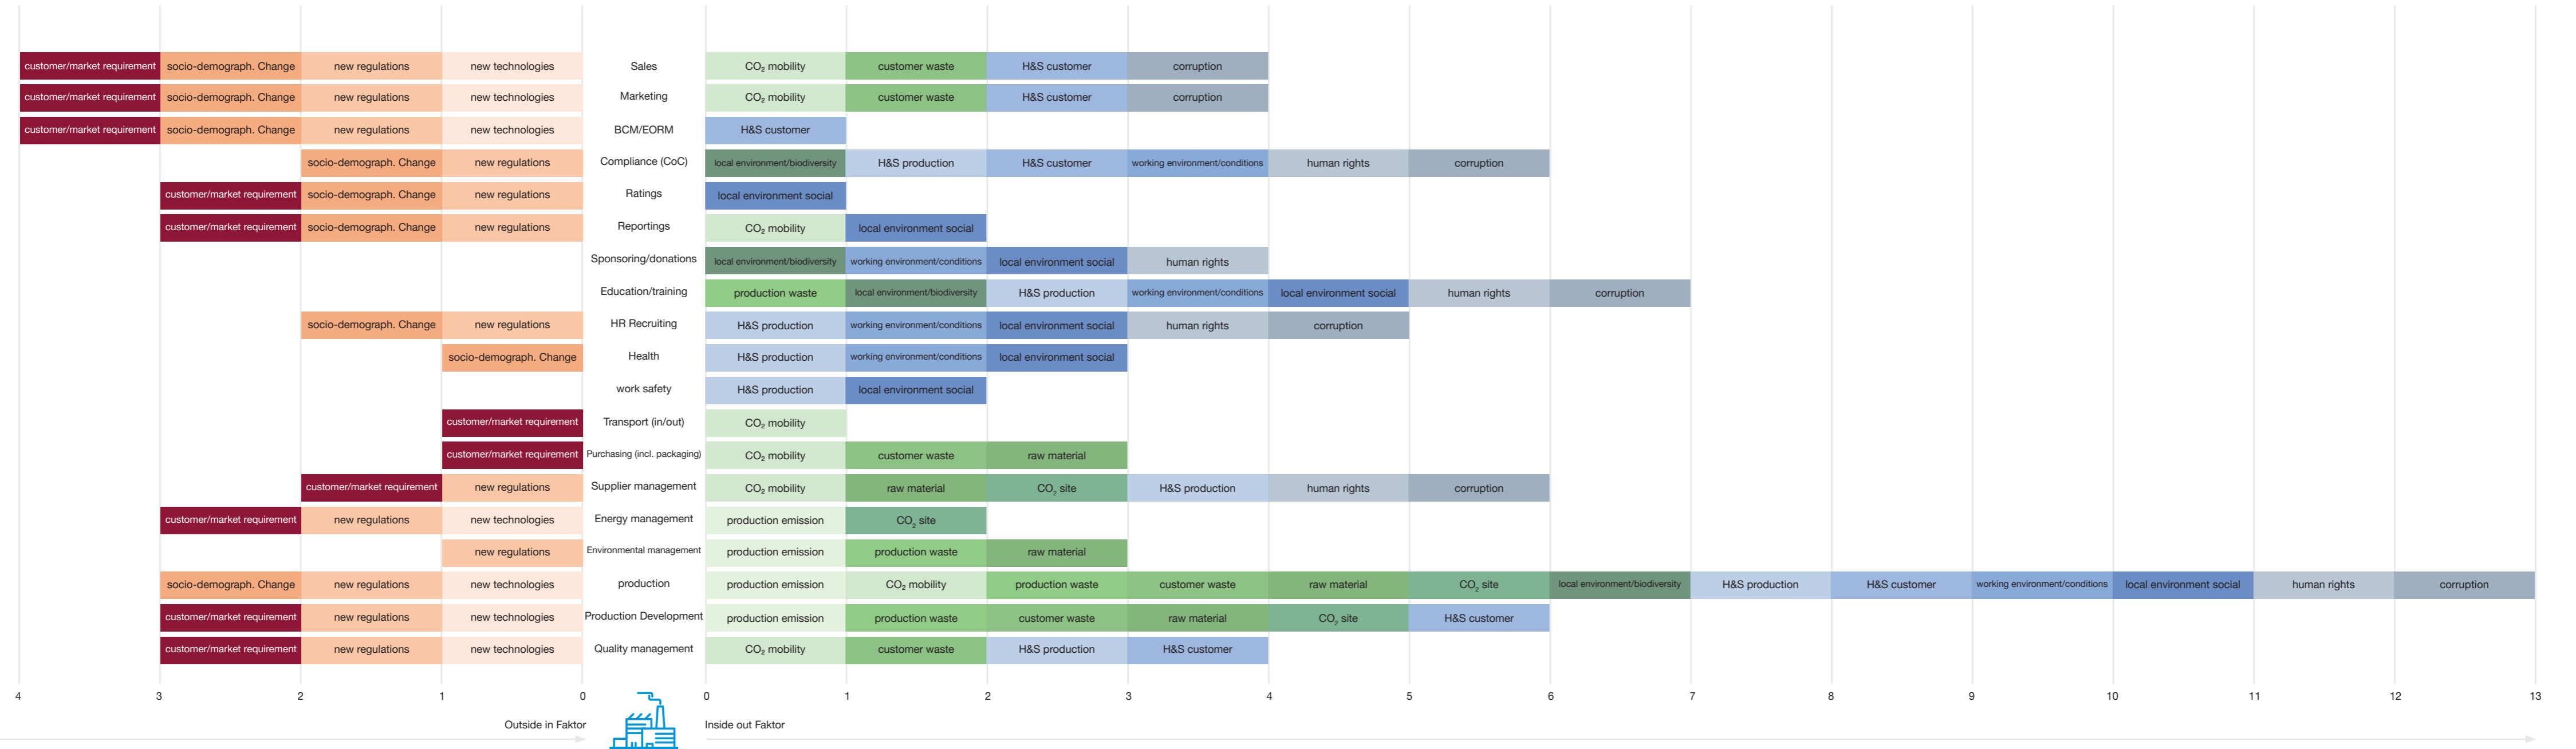 customer/market requirement socio-demograph. Change new regulations new technologies Sales CO₂ mobility customer waste H&S customer corruption
customer/market requirement socio-demograph. Change new regulations new technologies Marketing CO₂ mobility customer waste H&S customer corruption
customer/market requirement socio-demograph. Change new regulations new technologies BCM/EORM H&S customer
socio-demograph. Change new regulations Compliance (CoC) local environment/biodiversity H&S production H&S customer working environment/conditions human rights corruption
customer/market requirement socio-demograph. Change new regulations Ratings local environment social
customer/market requirement socio-demograph. Change new regulations Reportings CO₂ mobility local environment social
Sponsoring/donations local environment/biodiversity working environment/conditions local environment social human rights
Education/training production waste local environment/biodiversity H&S production working environment/conditions local environment social human rights corruption
socio-demograph. Change new regulations HR Recruiting H&S production working environment/conditions local environment social human rights corruption
socio-demograph. Change Health H&S production working environment/conditions local environment social
work safety H&S production local environment social
customer/market requirement Transport (in/out) CO₂ mobility
customer/market requirement Purchasing (incl. packaging) CO₂ mobility customer waste raw material
customer/market requirement new regulations Supplier management CO₂ mobility raw material CO₂ site H&S production human rights corruption
customer/market requirement new regulations new technologies Energy management production emission CO₂ site
new regulations Environmental management production emission production waste raw material
socio-demograph. Change new regulations new technologies production production emission CO₂ mobility production waste customer waste raw material CO₂ site local environment/biodiversity H&S production H&S customer working environment/conditions local environment social human rights corruption
customer/market requirement new regulations new technologies Production Development production emission production waste customer waste raw material CO₂ site H&S customer
customer/market requirement new regulations new technologies Quality management CO₂ mobility customer waste H&S production H&S customer
4 3 2 1 0 0 1 2 3 4 5 6 7 8 9 10 11 12 13
Outside in Faktor Inside out Faktor